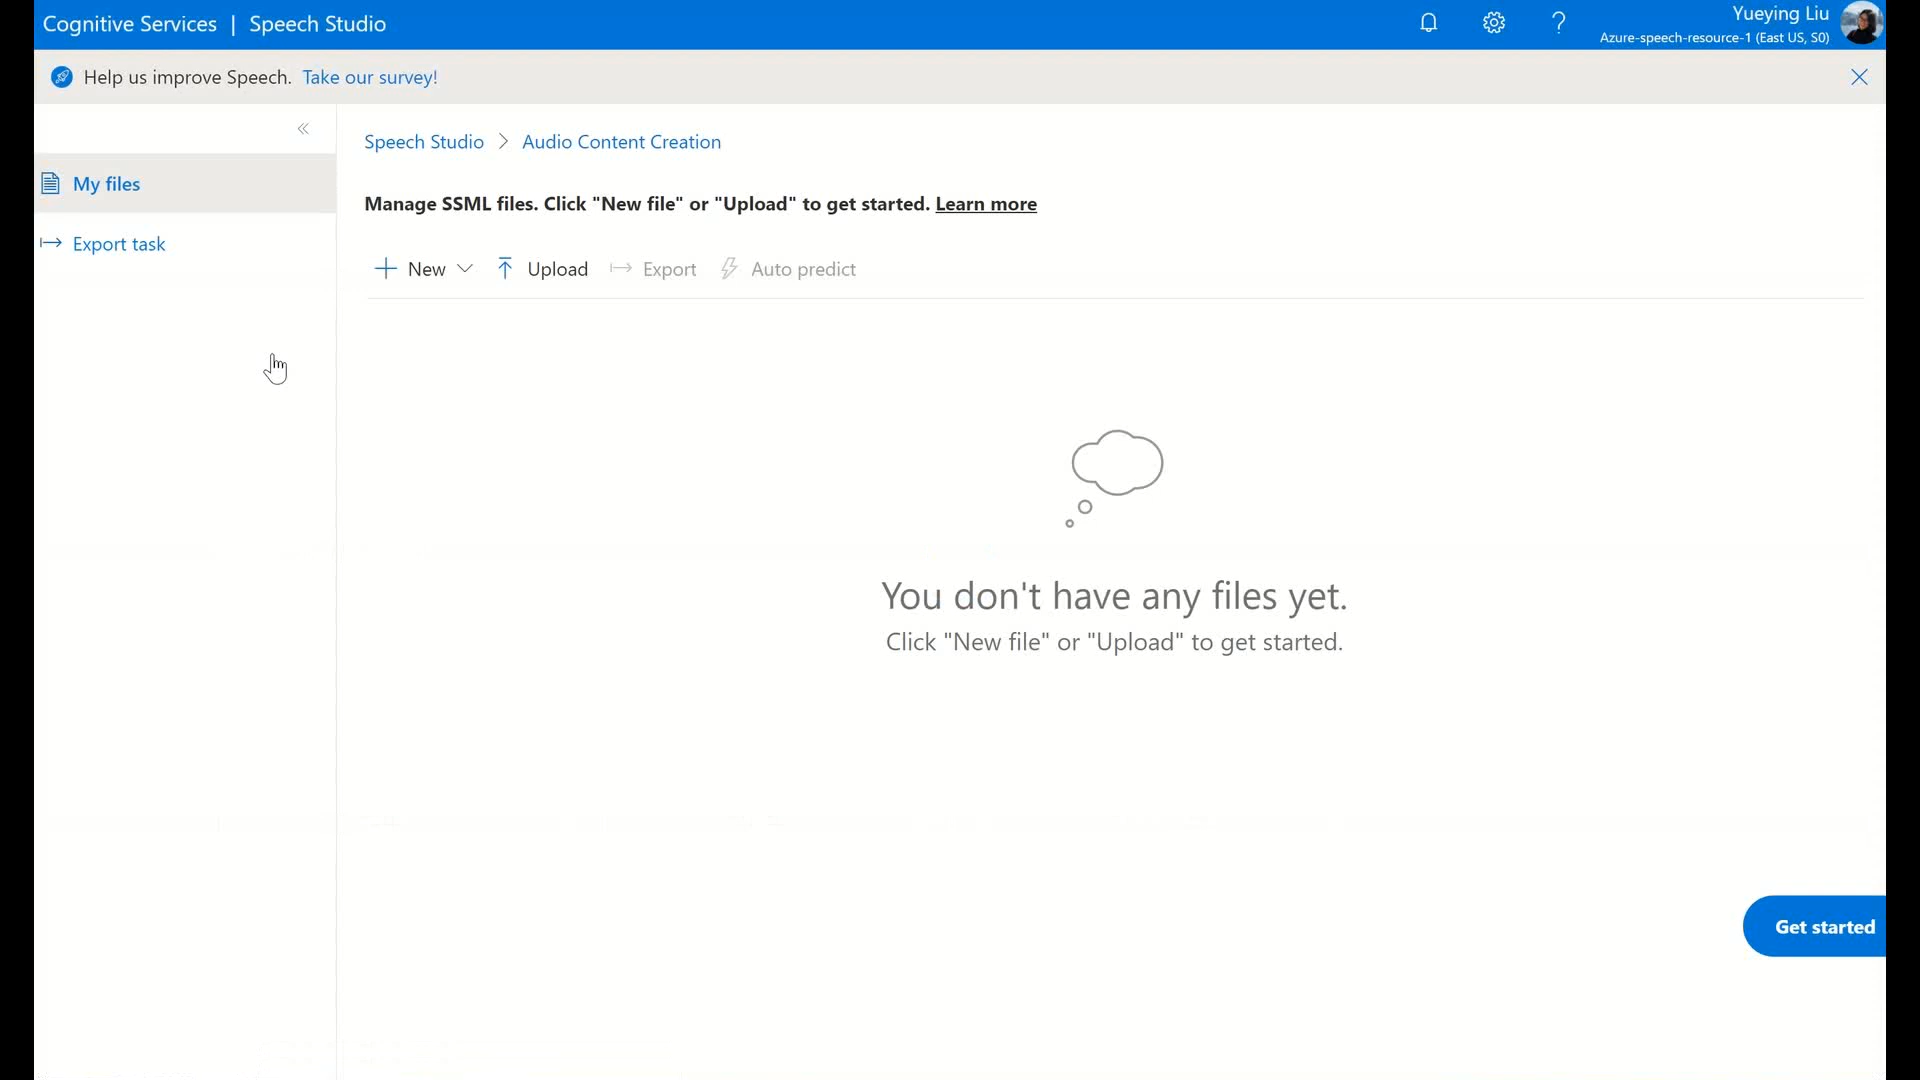 Cognitive Services | Speech Studio
Yueying Liu
Azure-speech-resource-1 (East US, S0)
Help us improve Speech. Take our survey!
My files
Export task
Speech Studio > Audio Content Creation
Manage SSML files. Click "New file" or "Upload" to get started. Learn more
New Upload Export Auto predict
You don't have any files yet.
Click "New file" or "Upload" to get started.
Get started